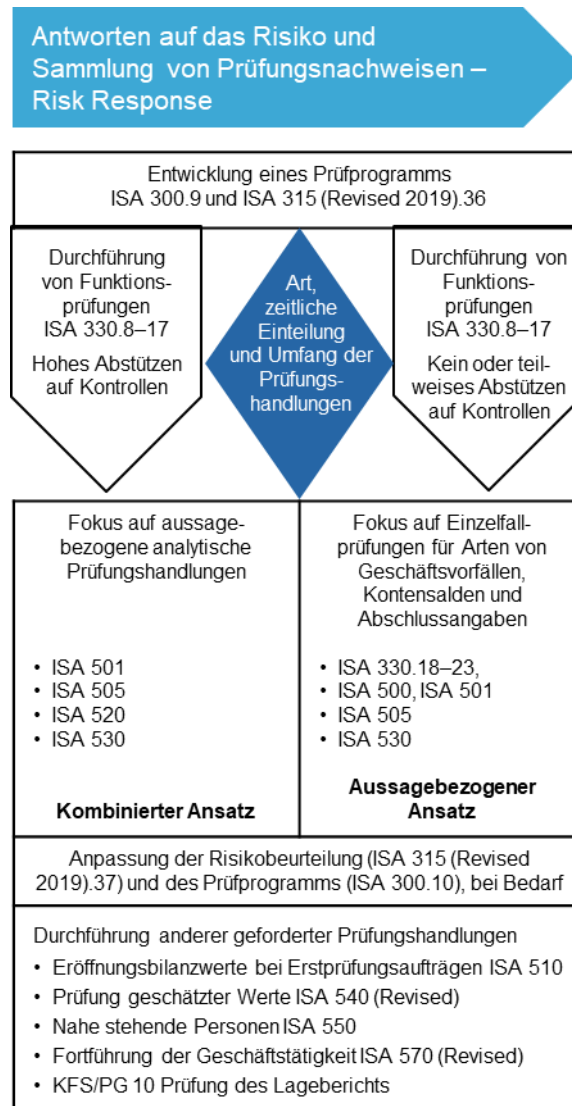 Antworten auf das Risiko und
Sammlung von Prüfungsnachweisen –
Risk Response
Entwicklung eines Prüfprogramms
ISA 300.9 und ISA 315 (Revised 2019).36
Durchführung
von Funktions-
prüfungen
ISA 330.8–17
Hohes Abstützen
auf Kontrollen
Art,
zeitliche
Einteilung
und Umfang der
Prüfungs-
handlungen
Durchführung von
Funktions-
prüfungen
ISA 330.8–17
Kein oder teil-
weises Abstützen
auf Kontrollen
Fokus auf aussage-
bezogene analytische
Prüfungshandlungen
• ISA 501
• ISA 505
• ISA 520
• ISA 530
Kombinierter Ansatz
Fokus auf Einzelfall-
prüfungen für Arten von
Geschäftsvorfällen,
Kontensalden und
Abschlussangaben
• ISA 330.18–23,
• ISA 500, ISA 501
• ISA 505
• ISA 530
Aussagebezogener
Ansatz
Anpassung der Risikobeurteilung (ISA 315 (Revised
2019).37) und des Prüfprogramms (ISA 300.10), bei Bedarf
Durchführung anderer geforderter Prüfungshandlungen
• Eröffnungsbilanzwerte bei Erstprüfungsaufträgen ISA 510
• Prüfung geschätzter Werte ISA 540 (Revised)
• Nahe stehende Personen ISA 550
• Fortführung der Geschäftstätigkeit ISA 570 (Revised)
• KFS/PG 10 Prüfung des Lageberichts